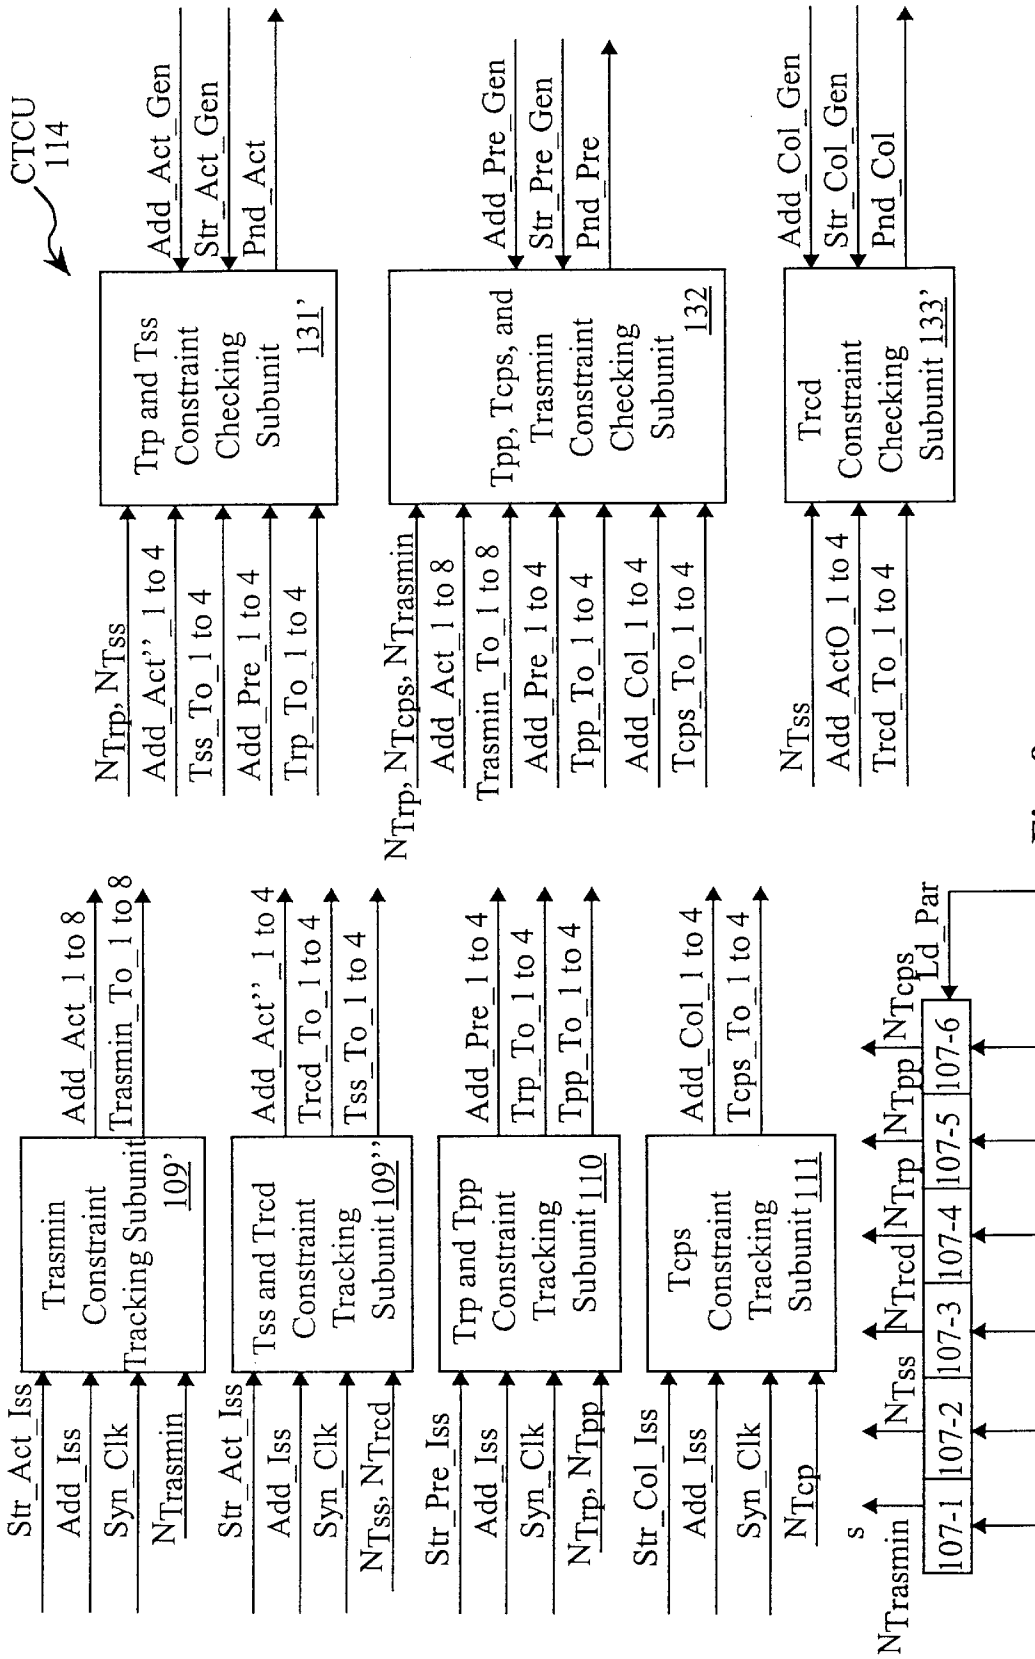 CTCU
114
Str_Act_Iss
Add_Iss
Syn_Clk
NTrasmin
Trasmin
Constraint
Tracking Subunit
109'
Add_Act_1 to 8
Trasmin_To_1 to 8
Str_Act_Iss
Add_Iss
Syn_Clk
NTss, NTrcd
Tss and Trcd
Constraint
Tracking
Subunit 109''
Add_Act''_1 to 4
Trcd_To_1 to 4
Tss_To_1 to 4
Str_Pre_Iss
Add_Iss
Syn_Clk
NTrp, NTpp
Trp and Tpp
Constraint
Tracking
Subunit 110
Add_Pre_1 to 4
Trp_To_1 to 4
Tpp_To_1 to 4
Str_Col_Iss
Add_Iss
Syn_Clk
NTcp
Tcps
Constraint
Tracking
Subunit 111
Add_Col_1 to 4
Tcps_To_1 to 4
s
NTrasmin
NTss
NTrcd
NTrp
NTpp
NTcps
Ld_Par
107-1
107-2
107-3
107-4
107-5
107-6
NTrp, NTss
Add_Act''_1 to 4
Tss_To_1 to 4
Add_Pre_1 to 4
Trp_To_1 to 4
Trp and Tss
Constraint
Checking
Subunit
131'
Add_Act_Gen
Str_Act_Gen
Pnd_Act
NTrp, NTcps, NTrasmin
Add_Act_1 to 8
Trasmin_To_1 to 8
Add_Pre_1 to 4
Tpp_To_1 to 4
Add_Col_1 to 4
Tcps_To_1 to 4
Tpp, Tcps, and
Trasmin
Constraint
Checking
Subunit
132
Add_Pre_Gen
Str_Pre_Gen
Pnd_Pre
NTss
Add_ActO_1 to 4
Trcd_To_1 to 4
Trcd
Constraint
Checking
Subunit 133'
Add_Col_Gen
Str_Col_Gen
Pnd_Col